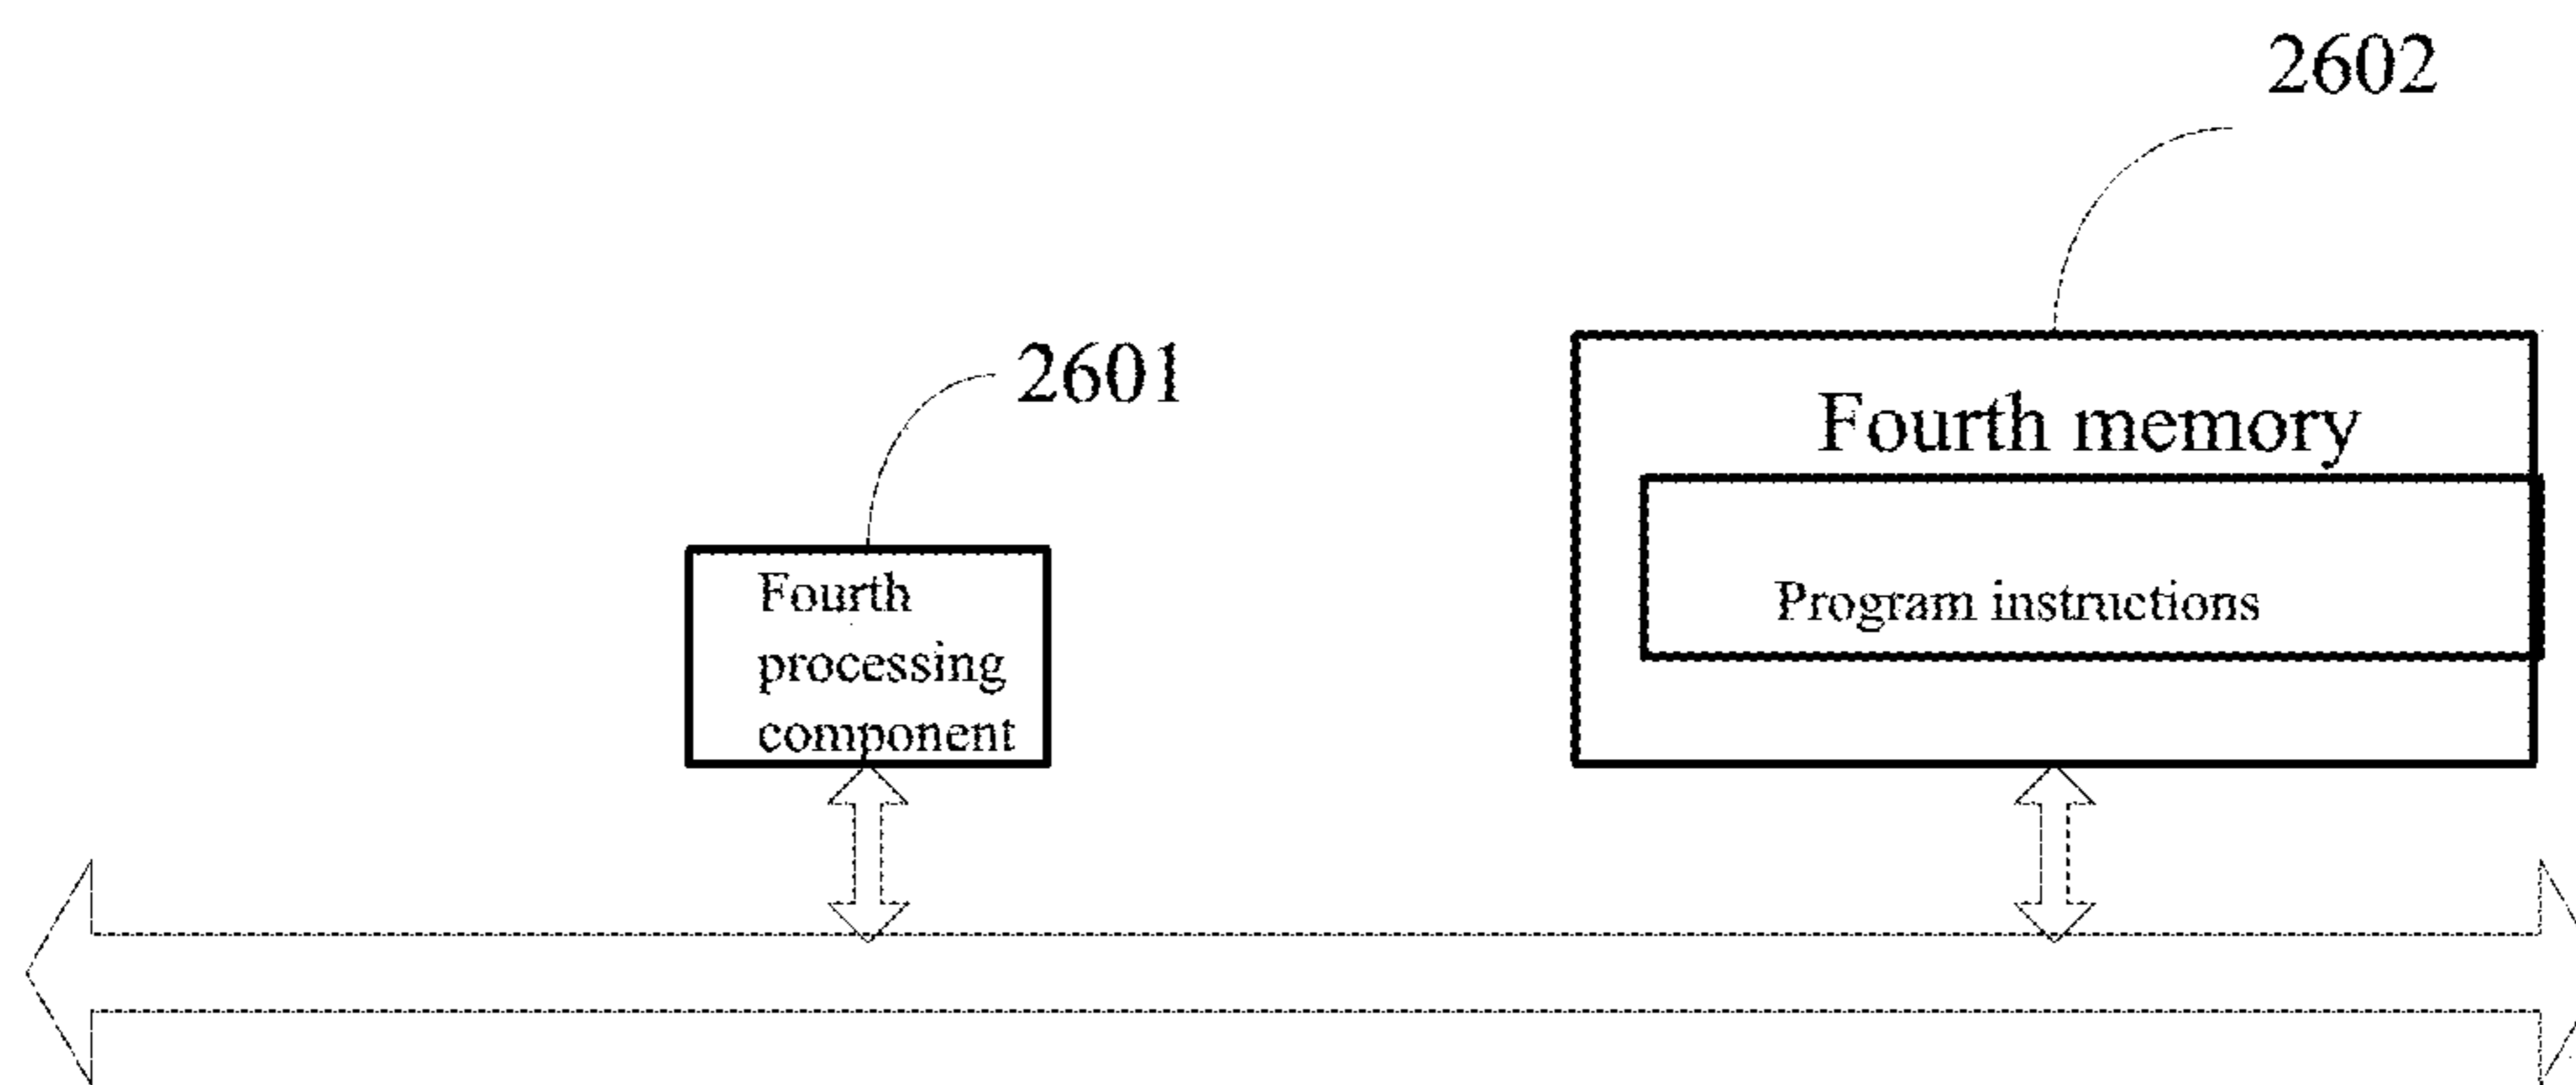 2602
2601
Fourth memory
Fourth
processing
component
Program instructions